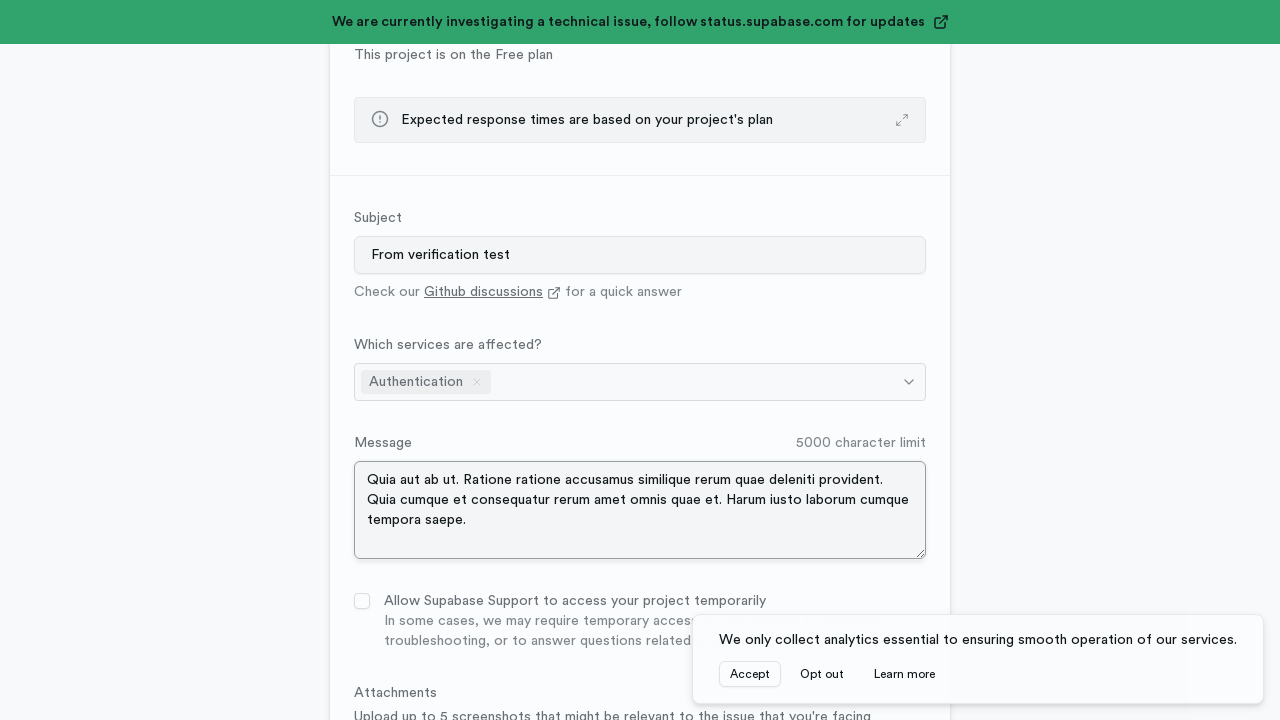 We are currently investigating a technical issue, follow status.supabase.com for updates
This project is on the Free plan
Expected response times are based on your project's plan
Subject
From verification test
Check our Github discussions for a quick answer
Which services are affected?
Authentication
Message 5000 character limit
Quia aut ab ut. Ratione ratione accusamus similique rerum quae deleniti provident.
Quia cumque et consequatur rerum amet omnis quae et. Harum iusto laborum cumque
tempora saepe.
Allow Supabase Support to access your project temporarily
In some cases, we may require temporary access
troubleshooting, or to answer questions related
We only collect analytics essential to ensuring smooth operation of our services.
Accept Opt out Learn more
Attachments
Upload up to 5 screenshots that might be relevant to the issue that you're facing